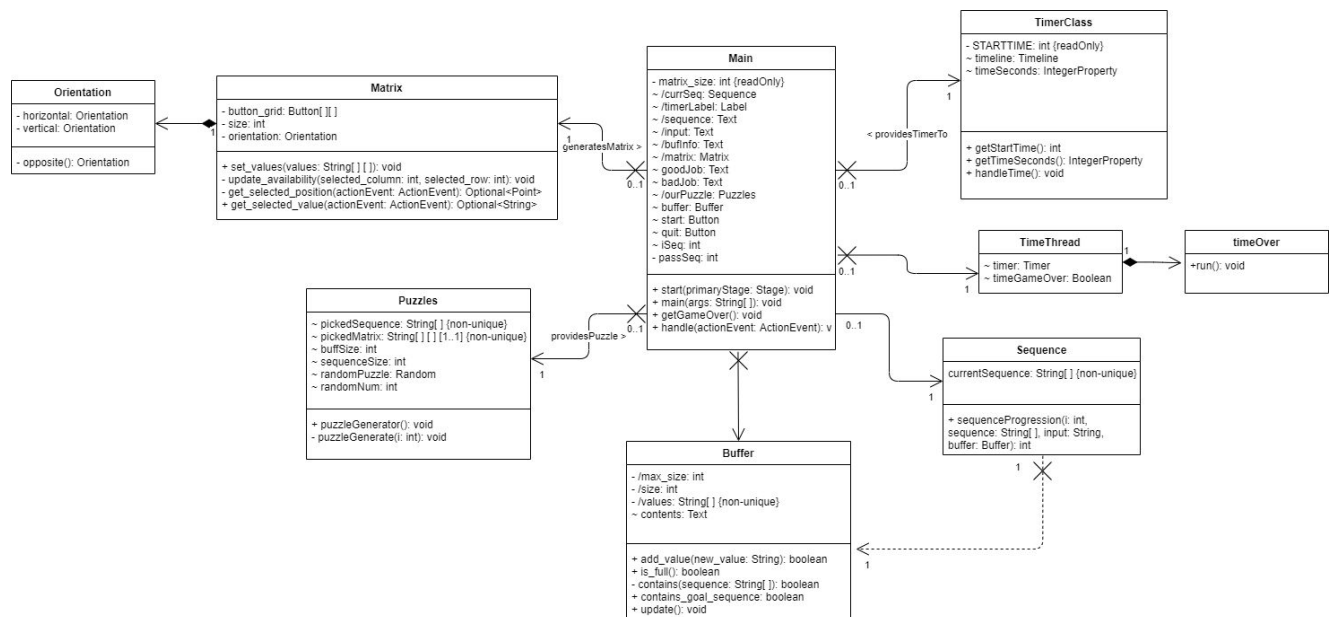 Orientation
- horizontal: Orientation
- vertical: Orientation
- opposite(): Orientation
1
Matrix
- button_grid: Button[ ][ ]
- size: int
- orientation: Orientation
+ set_values(values: String[ ] [ ]): void
- update_availability(selected_column: int, selected_row: int): void
- get_selected_position(actionEvent: ActionEvent): Optional<Point>
+ get_selected_value(actionEvent: ActionEvent): Optional<String>
1
generatesMatrix >
0..1
Main
- matrix_size: int {readOnly}
~ /currSeq: Sequence
~ /timerLabel: Label
~ /sequence: Text
~ /input: Text
~ /bufInfo: Text
~ /matrix: Matrix
~ goodJob: Text
~ badJob: Text
~ /ourPuzzle: Puzzles
~ buffer: Buffer
~ start: Button
~ quit: Button
~ iSeq: int
- passSeq: int
+ start(primaryStage: Stage): void
+ main(args: String[ ]): void
+ getGameOver(): void
+ handle(actionEvent: ActionEvent): v
TimerClass
- STARTTIME: int {readOnly}
~ timeline: Timeline
~ timeSeconds: IntegerProperty
+ getStartTime(): int
+ getTimeSeconds(): IntegerProperty
+ handleTime(): void
1
< providesTimerTo
0..1
TimeThread
~ timer: Timer
~ timeGameOver: Boolean
0..1
1
1
timeOver
+run(): void
Puzzles
~ pickedSequence: String[ ] {non-unique}
~ pickedMatrix: String[ ] [ ] [1..1] {non-unique}
~ buffSize: int
~ sequenceSize: int
~ randomPuzzle: Random
~ randomNum: int
+ puzzleGenerator(): void
- puzzleGenerate(i: int): void
0..1
providesPuzzle >
1
0..1
1
Sequence
currentSequence: String[ ] {non-unique}
+ sequenceProgression(i: int,
sequence: String[ ], input: String,
buffer: Buffer): int
1
1
Buffer
- /max_size: int
- /size: int
- /values: String[ ] {non-unique}
~ contents: Text
+ add_value(new_value: String): boolean
+ is_full(): boolean
- contains(sequence: String[ ]): boolean
+ contains_goal_sequence: boolean
+ update(): void